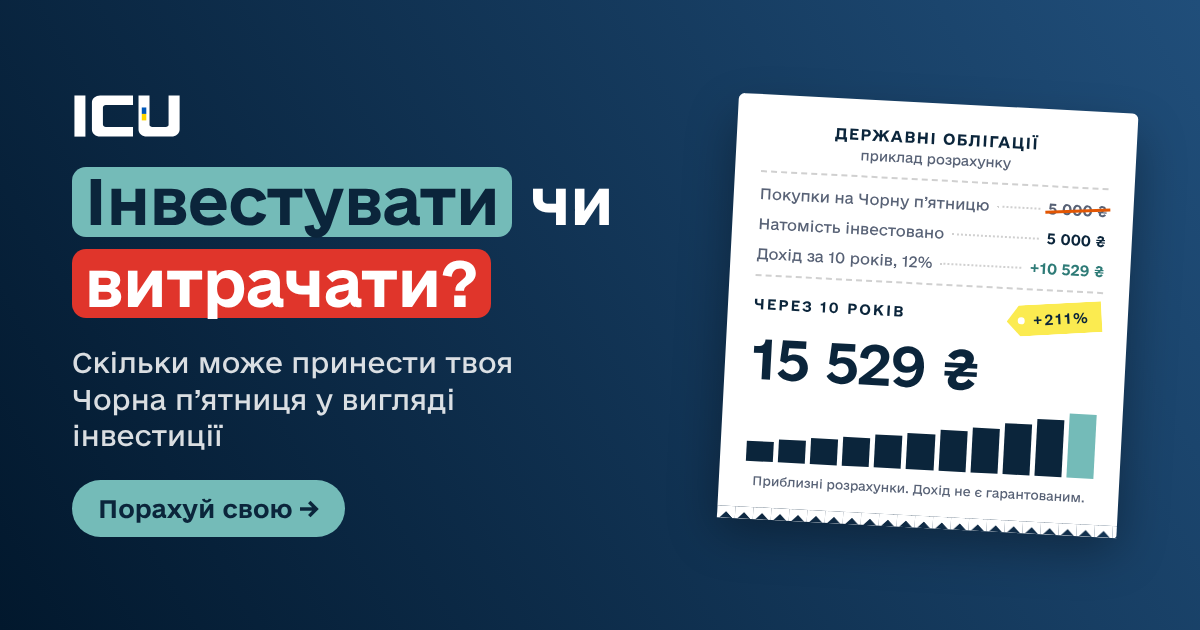 ICU
Інвестувати чи
витрачати?
Скільки може принести твоя
Чорна п’ятниця у вигляді
інвестиції
Порахуй свою →
ДЕРЖАВНІ ОБЛІГАЦІЇ
приклад розрахунку
Покупки на Чорну п’ятницю 5 000 ₴
Натомість інвестовано 5 000 ₴
Дохід за 10 років, 12% +10 529 ₴
ЧЕРЕЗ 10 РОКІВ +211%
15 529 ₴
Приблизні розрахунки. Дохід не є гарантованим.